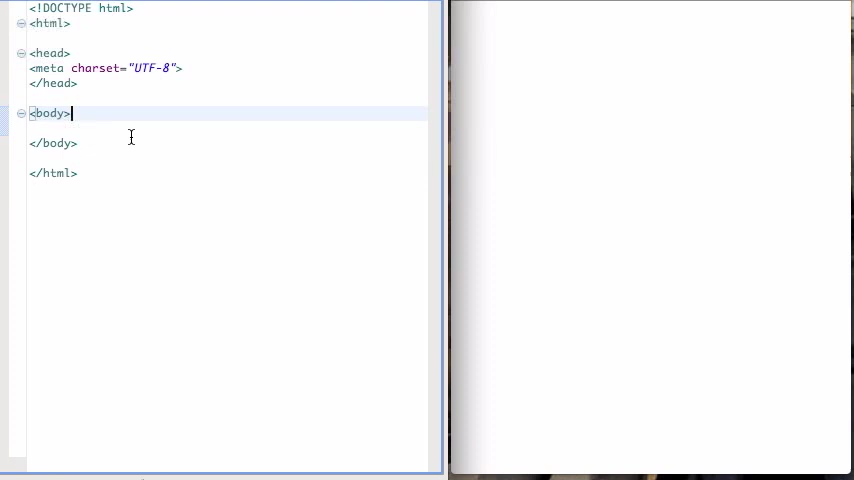 <!DOCTYPE html>
<html>
<head>
<meta charset="UTF-8">
</head>
<body>
</body>
</html>